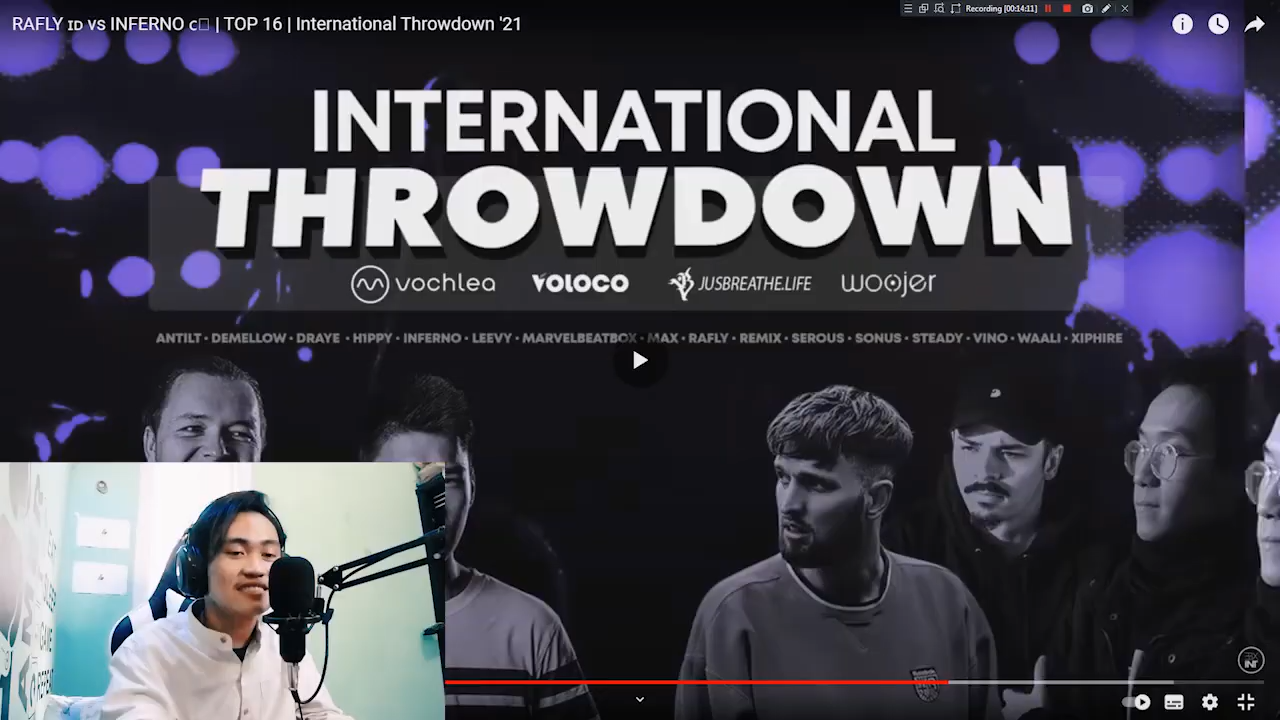 RAFLY ɪᴅ vs INFERNO ᴄ□ | TOP 16 | International Throwdown '21
Recording [00:14:11]
INTERNATIONAL
THROWDOWN
vochlea VOLOCO JUSBREATHE.LIFE woojer
ANTILT • DEMELLOW • DRAYE • H1PPY • INFERNO • LEEVY • MARVELBEATBOX • MAX • RAFLY • REMIX • SEROUS • SONUS • STEADY • VINO • WAALI • XIPHIRE